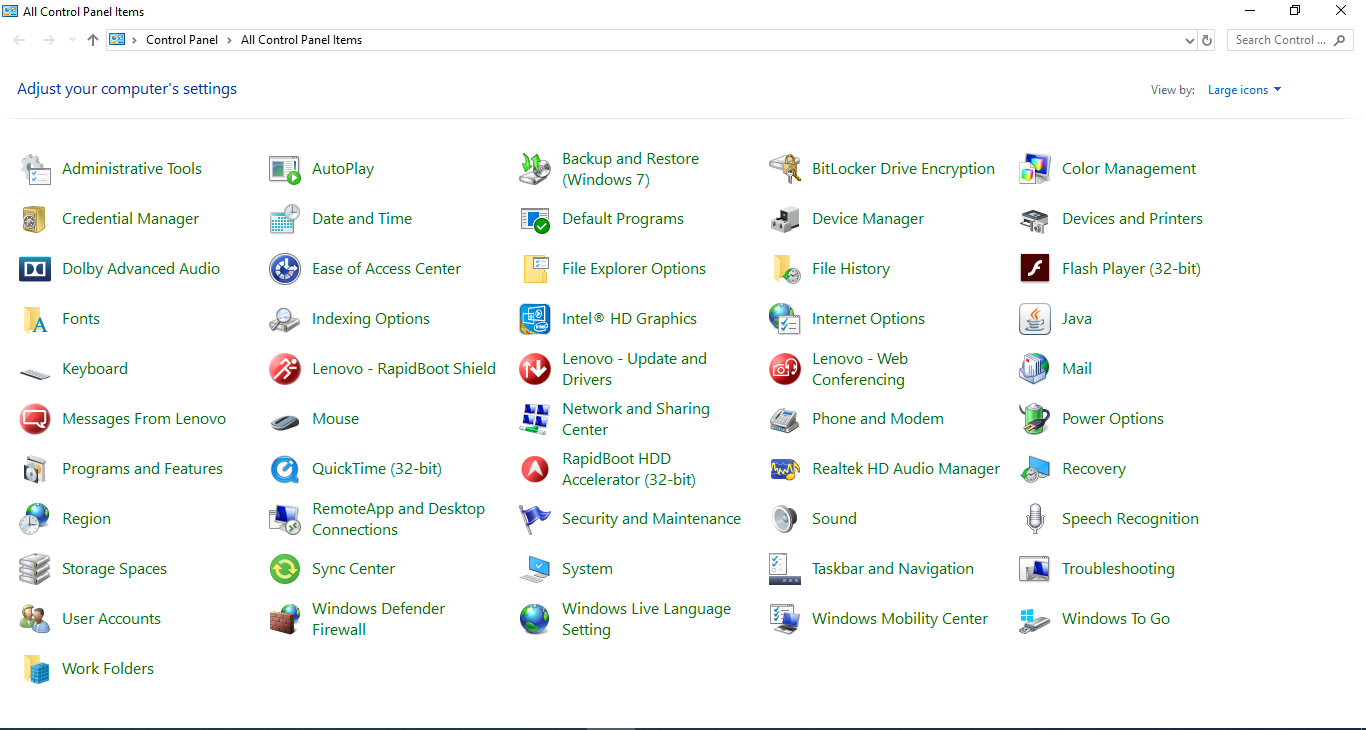 All Control Panel Items
Control Panel > All Control Panel Items
Search Control ...
Adjust your computer's settings
View by: Large icons
Administrative Tools
AutoPlay
Backup and Restore
(Windows 7)
BitLocker Drive Encryption
Color Management
Credential Manager
Date and Time
Default Programs
Device Manager
Devices and Printers
Dolby Advanced Audio
Ease of Access Center
File Explorer Options
File History
Flash Player (32-bit)
Fonts
Indexing Options
Intel® HD Graphics
Internet Options
Java
Keyboard
Lenovo - RapidBoot Shield
Lenovo - Update and
Drivers
Lenovo - Web
Conferencing
Mail
Messages From Lenovo
Mouse
Network and Sharing
Center
Phone and Modem
Power Options
Programs and Features
QuickTime (32-bit)
RapidBoot HDD
Accelerator (32-bit)
Realtek HD Audio Manager
Recovery
Region
RemoteApp and Desktop
Connections
Security and Maintenance
Sound
Speech Recognition
Storage Spaces
Sync Center
System
Taskbar and Navigation
Troubleshooting
User Accounts
Windows Defender
Firewall
Windows Live Language
Setting
Windows Mobility Center
Windows To Go
Work Folders